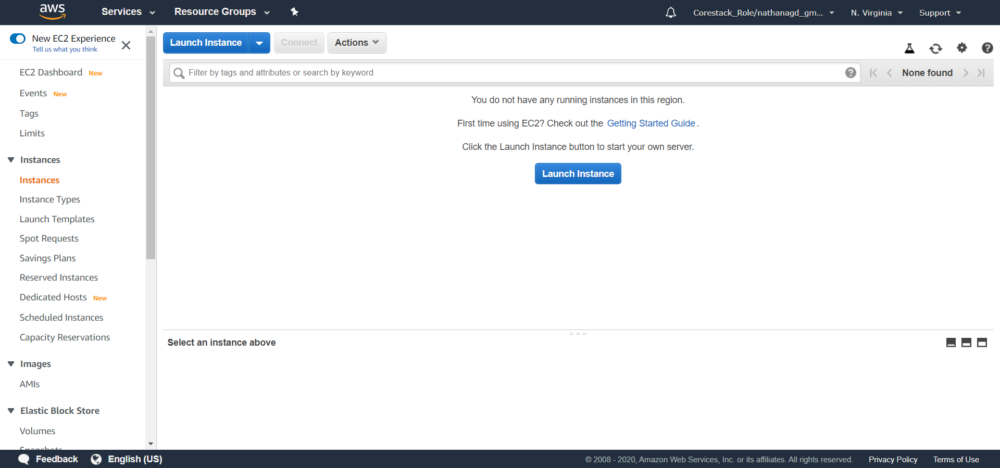 aws
Services
Resource Groups
Corestack_Role/nathanagd_gm...
N. Virginia
Support
New EC2 Experience
Tell us what you think
EC2 Dashboard New
Events New
Tags
Limits
Instances
Instances
Instance Types
Launch Templates
Spot Requests
Savings Plans
Reserved Instances
Dedicated Hosts New
Scheduled Instances
Capacity Reservations
Images
AMIs
Elastic Block Store
Volumes
Snapshots
Launch Instance
Connect
Actions
Filter by tags and attributes or search by keyword
None found
You do not have any running instances in this region.
First time using EC2? Check out the Getting Started Guide.
Click the Launch Instance button to start your own server.
Launch Instance
Select an instance above
Feedback
English (US)
© 2008 - 2020, Amazon Web Services, Inc. or its affiliates. All rights reserved.
Privacy Policy
Terms of Use